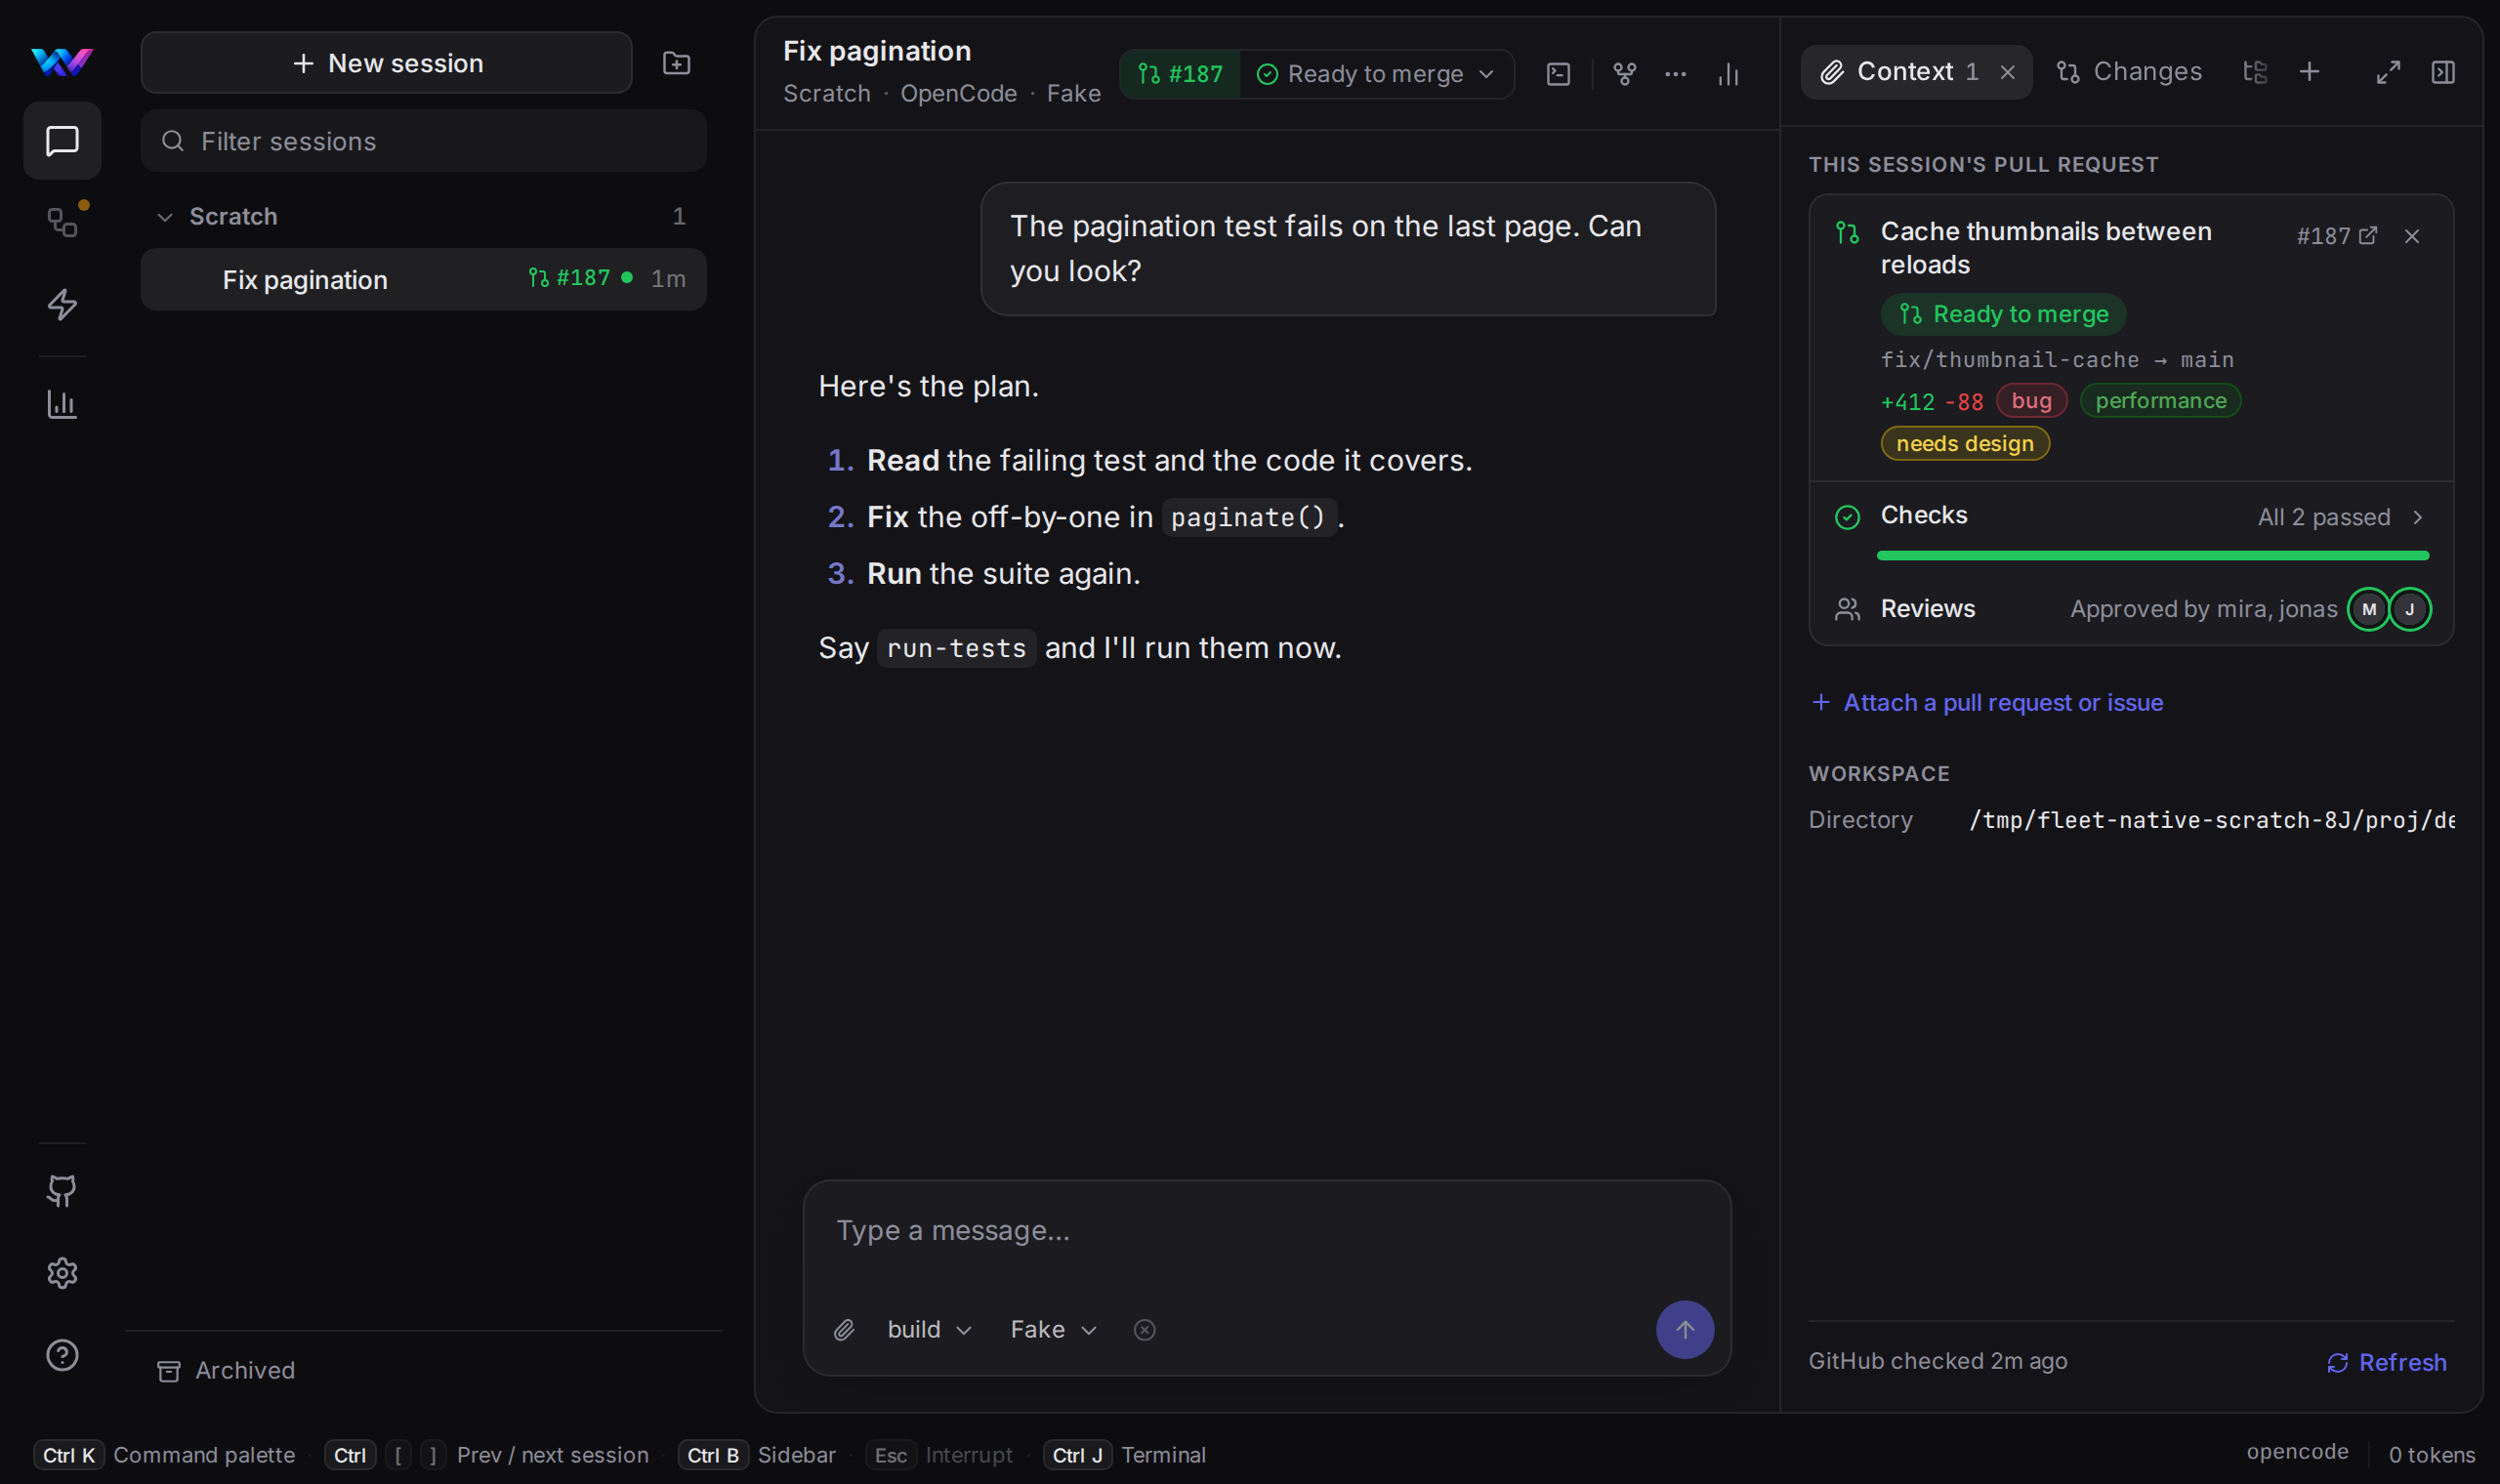 New session
Filter sessions
Scratch 1
Fix pagination #187 1m
Archived
Fix pagination
Scratch · OpenCode · Fake
#187 Ready to merge
The pagination test fails on the last page. Can
you look?
Here's the plan.
1. Read the failing test and the code it covers.
2. Fix the off-by-one in paginate().
3. Run the suite again.
Say run-tests and I'll run them now.
Type a message...
build Fake
Context 1 Changes
THIS SESSION'S PULL REQUEST
Cache thumbnails between
reloads
#187
Ready to merge
fix/thumbnail-cache → main
+412 -88 bug performance
needs design
Checks All 2 passed
Reviews Approved by mira, jonas M J
Attach a pull request or issue
WORKSPACE
Directory /tmp/fleet-native-scratch-8J/proj/de
GitHub checked 2m ago Refresh
Ctrl K Command palette · Ctrl [ ] Prev / next session · Ctrl B Sidebar · Esc Interrupt · Ctrl J Terminal
opencode 0 tokens